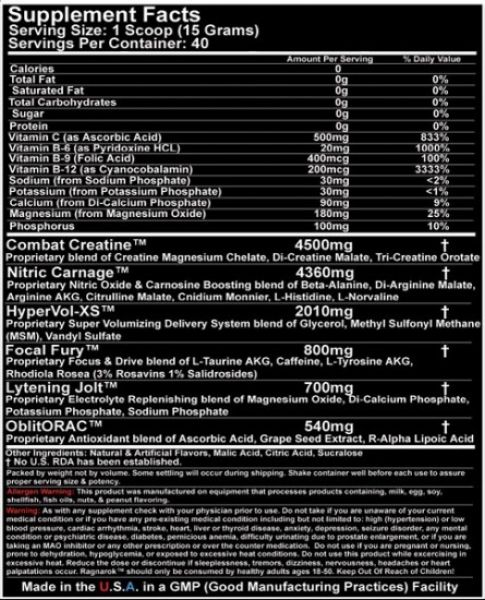 Supplement Facts
Serving Size: 1 Scoop (15 Grams)
Servings Per Container: 40
Amount Per Serving % Daily Value
Calories 0
Total Fat 0g 0%
Saturated Fat 0g 0%
Total Carbohydrates 0g 0%
Sugar 0g 0%
Protein 0g 0%
Vitamin C (as Ascorbic Acid) 500mg 833%
Vitamin B-6 (as Pyridoxine HCL) 20mg 1000%
Vitamin B-9 (Folic Acid) 400mcg 100%
Vitamin B-12 (as Cyanocobalamin) 200mcg 3333%
Sodium (from Sodium Phosphate) 30mg <2%
Potassium (from Potassium Phosphate) 30mg <1%
Calcium (from Di-Calcium Phosphate) 90mg 9%
Magnesium (from Magnesium Oxide) 180mg 25%
Phosphorus 100mg 10%
Combat Creatine™ 4500mg †
Proprietary blend of Creatine Magnesium Chelate, Di-Creatine Malate, Tri-Creatine Orotate
Nitric Carnage™ 4360mg †
Proprietary Nitric Oxide & Carnosine Boosting blend of Beta-Alanine, Di-Arginine Malate,
Arginine AKG, Citrulline Malate, Cnidium Monnier, L-Histidine, L-Norvaline
HyperVol-XS™ 2010mg †
Proprietary Super Volumizing Delivery System blend of Glycerol, Methyl Sulfonyl Methane
(MSM), Vandyl Sulfate
Focal Fury™ 800mg †
Proprietary Focus & Drive blend of L-Taurine AKG, Caffeine, L-Tyrosine AKG,
Rhodiola Rosea (3% Rosavins 1% Salidrosides)
Lytening Jolt™ 700mg †
Proprietary Electrolyte Replenishing blend of Magnesium Oxide, Di-Calcium Phosphate,
Potassium Phosphate, Sodium Phosphate
OblitORAC™ 540mg †
Proprietary Antioxidant blend of Ascorbic Acid, Grape Seed Extract, R-Alpha Lipoic Acid
Other Ingredients: Natural & Artificial Flavors, Malic Acid, Citric Acid, Sucralose
† No U.S. RDA has been established.
Packed by weight not by volume. Some settling will occur during shipping. Shake container well before each use to assure
proper serving size & potency.
Allergen Warning: This product was manufactured on equipment that processes products containing, milk, egg, soy,
shellfish, fish oils, nuts, & peanut flavoring.
Warning: As with any supplement check with your physician prior to use. Do not take if you are unaware of your current
medical condition or if you have any pre-existing medical condition including but not limited to: high (hypertension) or low
blood pressure, cardiac arrhythmia, stroke, heart, liver or thyroid disease, anxiety, depression, seizure disorder, any mental
condition or psychiatric disease, diabetes, pernicious anemia, difficulty urinating due to prostate enlargement, or if you are
taking an MAO inhibitor or any other prescription or over the counter medication. Do not use if you are pregnant or nursing,
prone to dehydration, hypoglycemia, or exposed to excessive heat conditions. Do not use this product while excercising in
excessive heat. Reduce the dose or discontinue if sleeplessness, tremors, dizziness, nervousness, headaches or heart
palpatations occur. Ragnarok™ should only be consumed by healthy adults ages 18-50. Keep Out Of Reach of Children!
Made in the U.S.A. in a GMP (Good Manufacturing Practices) Facility